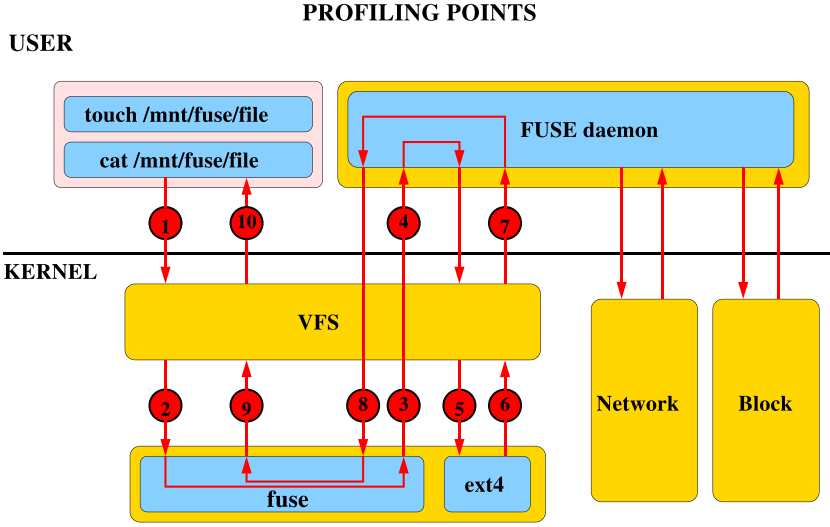 PROFILING POINTS
USER
touch /mnt/fuse/file
cat /mnt/fuse/file
FUSE daemon
1
10
4
7
KERNEL
VFS
2
9
8
3
5
6
Network
Block
fuse
ext4